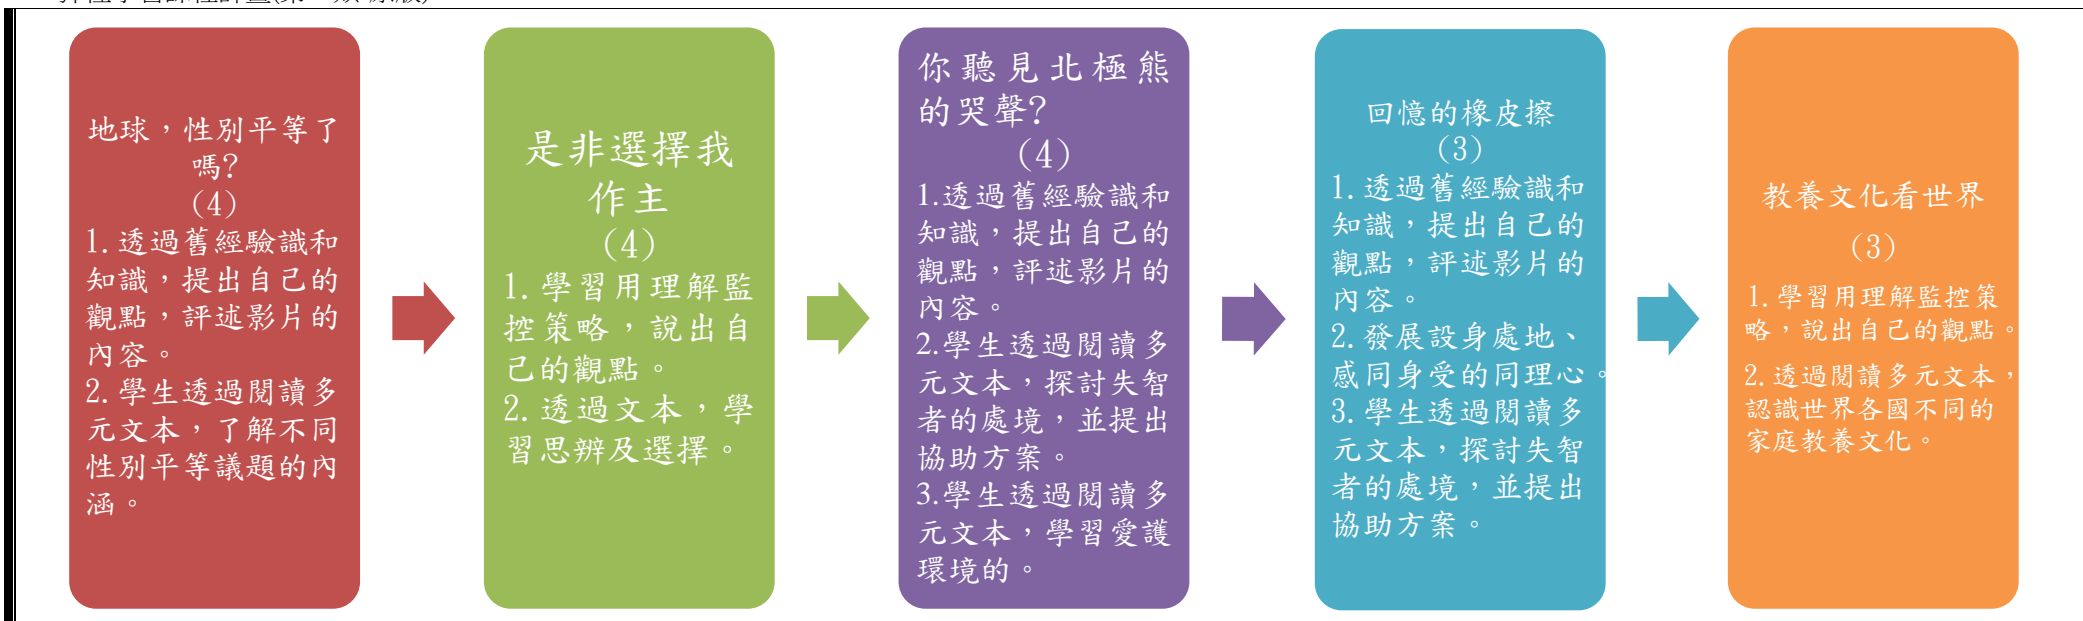 地球，性別平等了
嗎?
(4)
1. 透過舊經驗識和
知識，提出自己的
觀點，評述影片的
內容。
2. 學生透過閱讀多
元文本，了解不同
性別平等議題的內
涵。
是非選擇我
作主
(4)
1. 學習用理解監
控策略，說出自
己的觀點。
2. 透過文本，學
習思辨及選擇。
你聽見北極熊
的哭聲?
(4)
1.透過舊經驗識和
知識，提出自己的
觀點，評述影片的
內容。
2.學生透過閱讀多
元文本，探討失智
者的處境，並提出
協助方案。
3.學生透過閱讀多
元文本，學習愛護
環境的。
回憶的橡皮擦
(3)
1. 透過舊經驗識和
知識，提出自己的
觀點，評述影片的
內容。
2. 發展設身處地、
感同身受的同理心。
3. 學生透過閱讀多
元文本，探討失智
者的處境，並提出
協助方案。
教養文化看世界
(3)
1. 學習用理解監控策
略，說出自己的觀點。
2. 透過閱讀多元文本，
認識世界各國不同的
家庭教養文化。